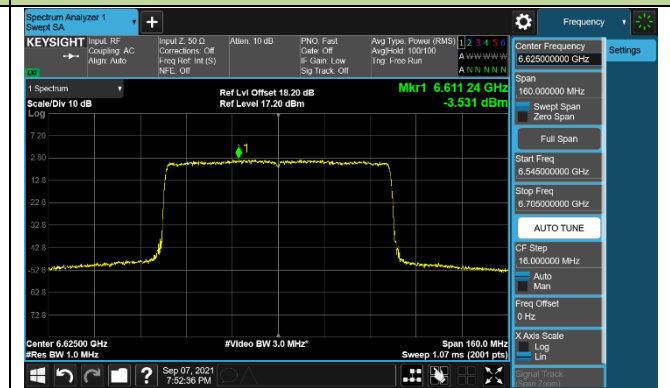 Spectrum Analyzer 1
Swept SA
Frequency
KEYSIGHT
Input: RF
Coupling: AC
Align: Auto
Input Z: 50 Ω
Corrections: Off
Freq Ref: Int (S)
NFE: Off
Atten: 10 dB
PNO: Fast
Gate: Off
IF Gain: Low
Sig Track: Off
Avg Type: Power (RMS)
Avg|Hold: 100/100
Trig: Free Run
1 2 3 4 5 6
A W W W W W
A N N N N N
LXI
1 Spectrum
Scale/Div 10 dB
Log
Ref Lvl Offset 18.20 dB
Ref Level 17.20 dBm
Mkr1 6.611 24 GHz
-3.531 dBm
1
7.20
-2.80
-12.8
-22.8
-32.8
-42.8
-52.8
-62.8
-72.8
Center 6.62500 GHz
#Res BW 1.0 MHz
#Video BW 3.0 MHz*
Span 160.0 MHz
Sweep 1.07 ms (2001 pts)
Center Frequency
6.625000000 GHz
Settings
Span
160.000000 MHz
Swept Span
Zero Span
Full Span
Start Freq
6.545000000 GHz
Stop Freq
6.705000000 GHz
AUTO TUNE
CF Step
16.000000 MHz
Auto
Man
Freq Offset
0 Hz
X Axis Scale
Log
Lin
Signal Track
(Span Zoom)
?
Sep 07, 2021
7:52:36 PM